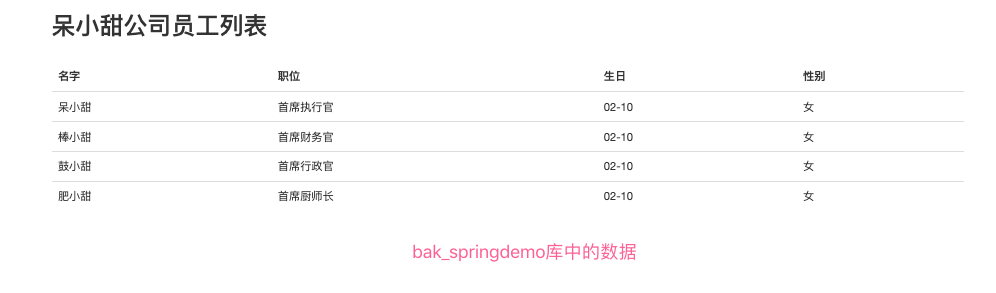 呆小甜公司员工列表
名字 职位 生日 性别
呆小甜 首席执行官 02-10 女
棒小甜 首席财务官 02-10 女
鼓小甜 首席行政官 02-10 女
肥小甜 首席厨师长 02-10 女
bak_springdemo库中的数据